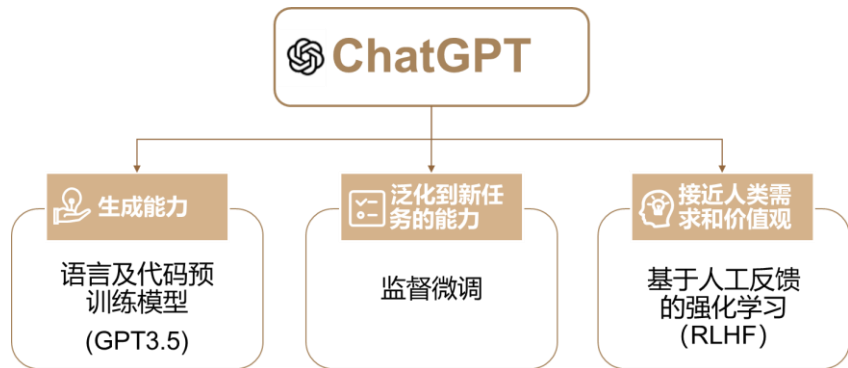 ChatGPT
生成能力
语言及代码预
训练模型
(GPT3.5)
泛化到新任
务的能力
监督微调
接近人类需
求和价值观
基于人工反馈
的强化学习
（RLHF）